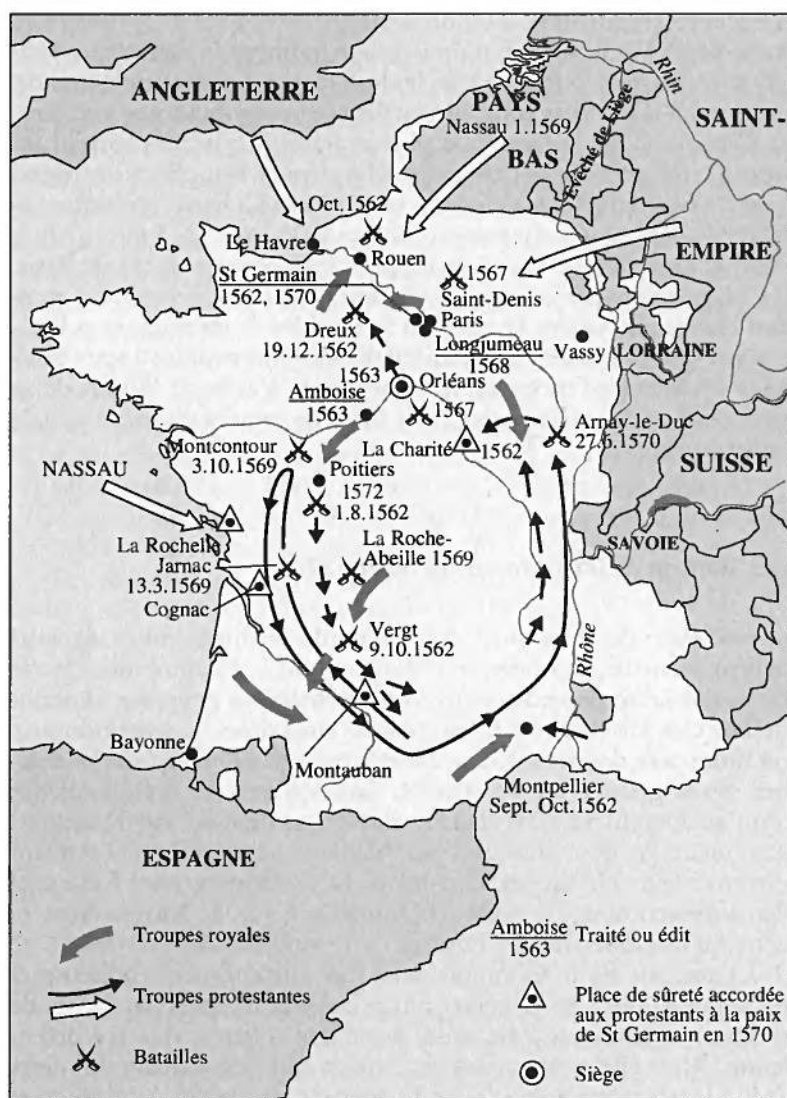 ANGLETERRE
PAYS
BAS
Rhin
SAINT-
Evêché de Liège
Nassau 1.1569
EMPIRE
Oct.1562
Le Havre
Rouen
St Germain
1562, 1570
1567
Saint-Denis
Paris
Dreux
19.12.1562
Longjumeau
1568
Vassy
LORRAINE
1563
Orléans
Amboise
1563
1567
Arnay-le-Duc
27.6.1570
La Charité
1562
Montcontour
3.10.1569
SUISSE
NASSAU
Poitiers
1572
1.8.1562
La Rochelle
Jarnac
13.3.1569
Cognac
La Roche-
Abeille 1569
SAVOIE
Vergt
9.10.1562
Rhône
Bayonne
Montauban
Montpellier
Sept. Oct.1562
ESPAGNE
Troupes royales
Troupes protestantes
Batailles
Amboise
1563
Traité ou édit
Place de sûreté accordée
aux protestants à la paix
de St Germain en 1570
Siège